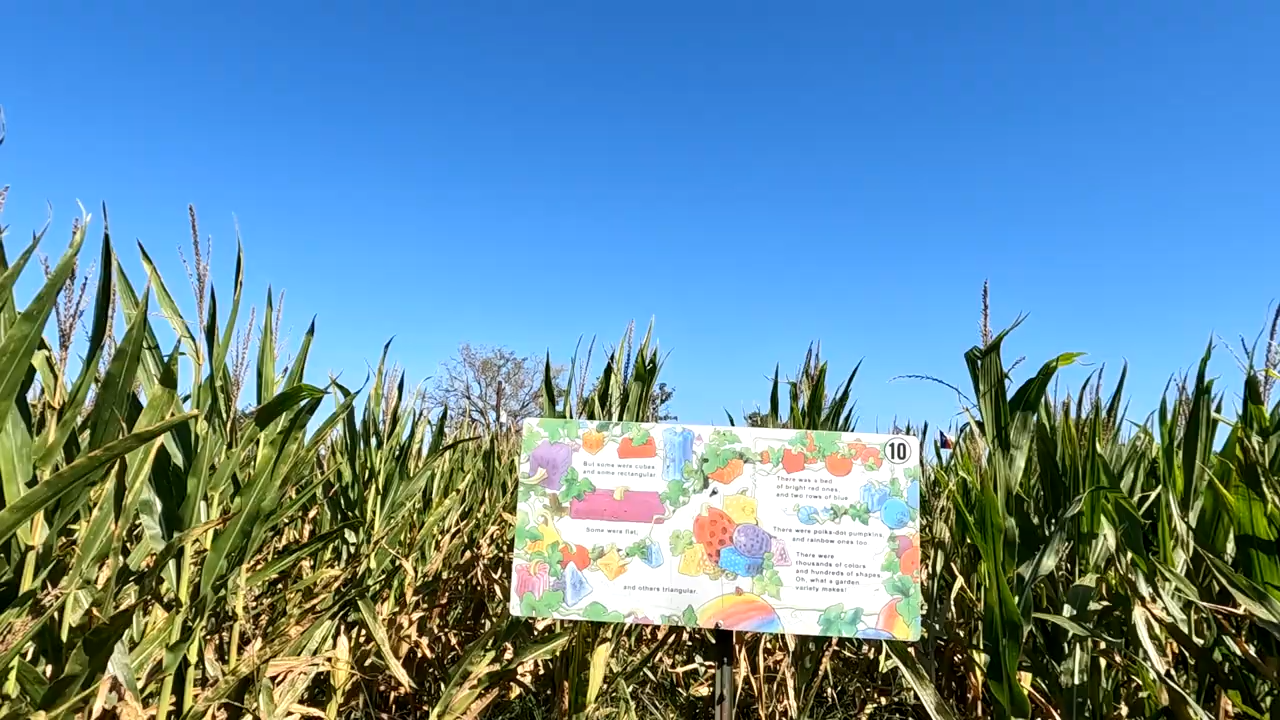 10
But some were cubes
and some rectangular.
Some were flat,
and others triangular.
There was a bed
of bright red ones,
and two rows of blue.
There were polka-dot pumpkins,
and rainbow ones too.
There were
thousands of colors
and hundreds of shapes.
Oh, what a garden
variety makes!